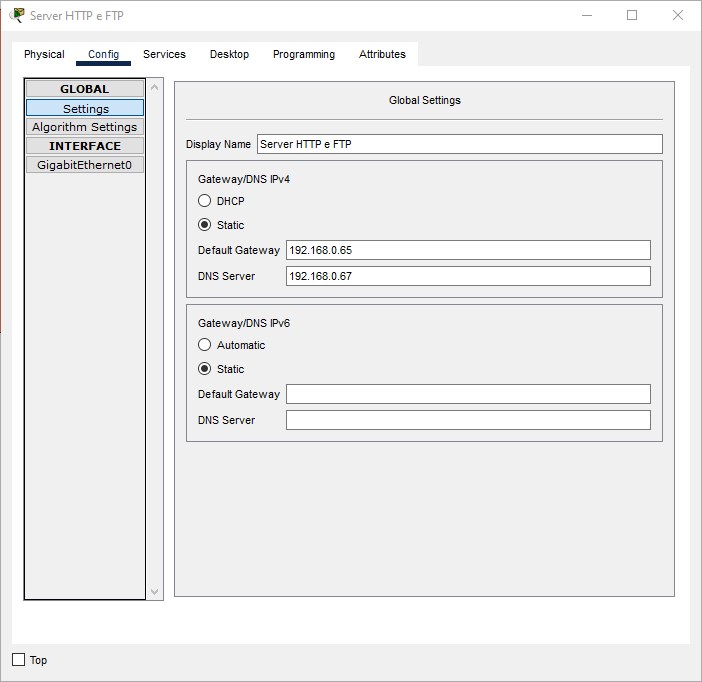 Server HTTP e FTP
Physical Config Services Desktop Programming Attributes
GLOBAL
Settings
Algorithm Settings
INTERFACE
GigabitEthernet0
Global Settings
Display Name Server HTTP e FTP
Gateway/DNS IPv4
DHCP
Static
Default Gateway 192.168.0.65
DNS Server 192.168.0.67
Gateway/DNS IPv6
Automatic
Static
Default Gateway
DNS Server
Top